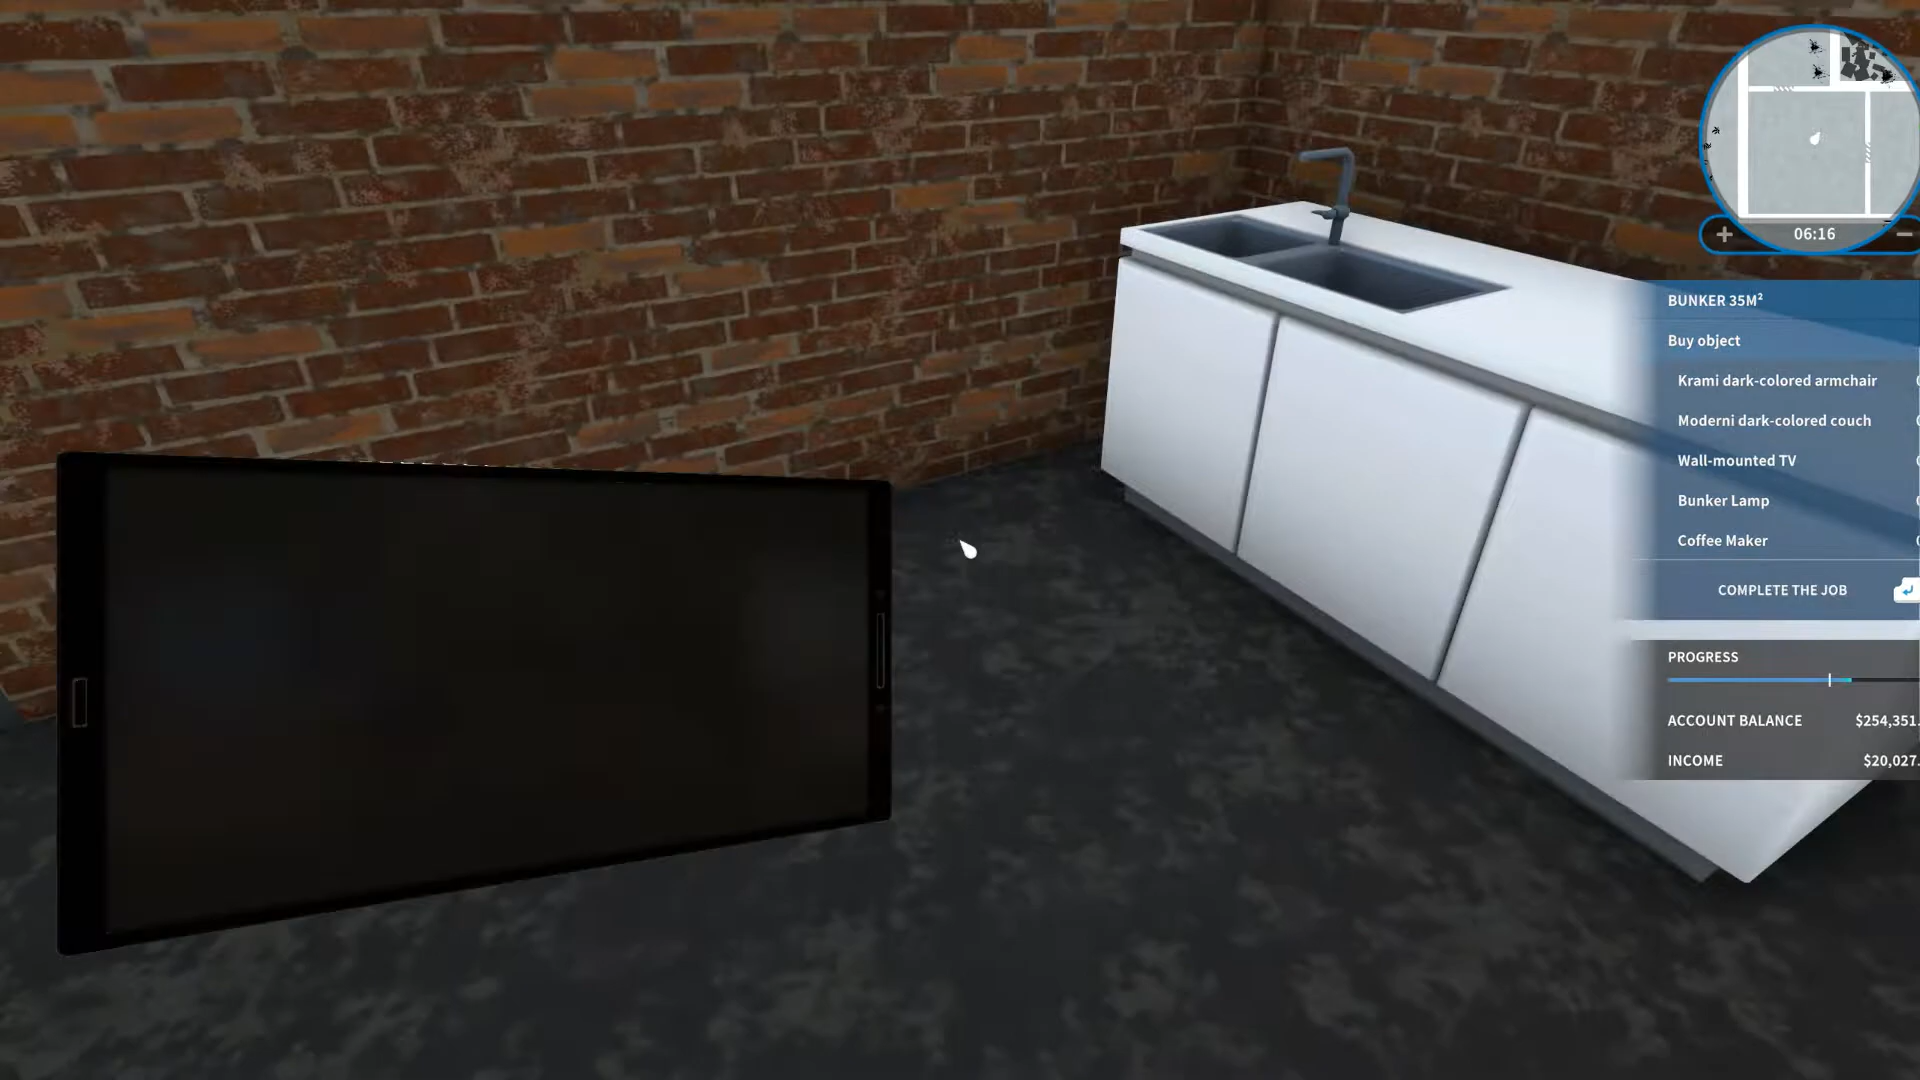 06:16
BUNKER 35M²
Buy object
Krami dark-colored armchair
Moderni dark-colored couch
Wall-mounted TV
Bunker Lamp
Coffee Maker
COMPLETE THE JOB
PROGRESS
ACCOUNT BALANCE $254,351.
INCOME $20,027.